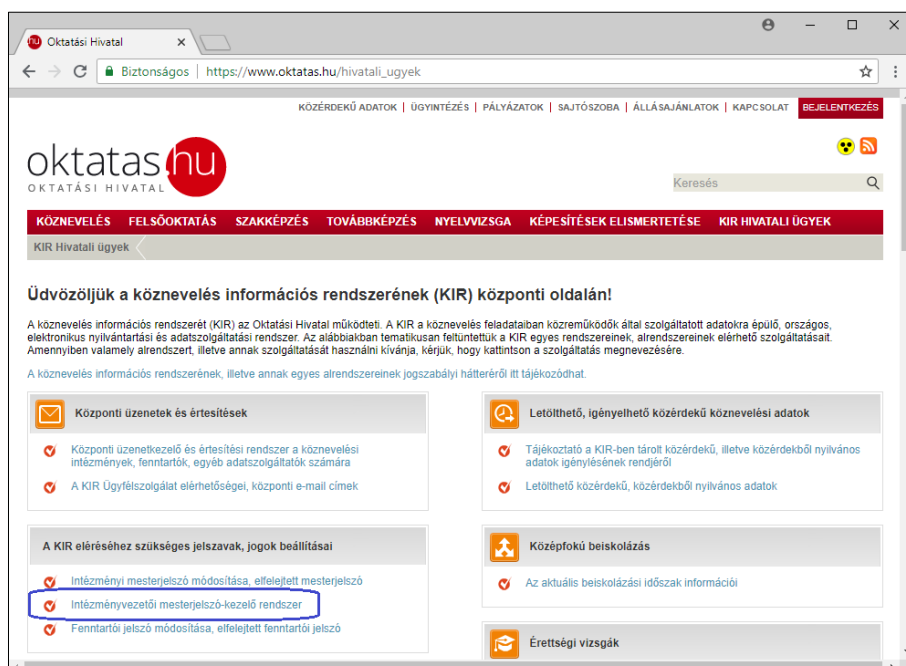 Oktatási Hivatal
Biztonságos | https://www.oktatas.hu/hivatali_ugyek
KÖZÉRDEKŰ ADATOK | ÜGYINTÉZÉS | PÁLYÁZATOK | SAJTÓSZOBA | ÁLLÁSAJÁNLATOK | KAPCSOLAT BEJELENTKEZÉS
oktatas.hu
OKTATÁSI HIVATAL
Keresés
KÖZNEVELÉS FELSŐOKTATÁS SZAKKÉPZÉS TOVÁBBKÉPZÉS NYELVVIZSGA KÉPESÍTÉSEK ELISMERTETÉSE KIR HIVATALI ÜGYEK
KIR Hivatali ügyek
Üdvözöljük a köznevelés információs rendszerének (KIR) központi oldalán!
A köznevelés információs rendszerét (KIR) az Oktatási Hivatal működteti. A KIR a köznevelés feladataiban közreműködők által szolgáltatott adatokra épülő, országos,
elektronikus nyilvántartási és adatszolgáltatási rendszer. Az alábbiakban tematikusan feltüntettük a KIR egyes rendszereinek, alrendszereinek elérhető szolgáltatásait.
Amennyiben valamely alrendszert, illetve annak szolgáltatását használni kívánja, kérjük, hogy kattintson a szolgáltatás megnevezésére.
A köznevelés információs rendszerének, illetve annak egyes alrendszereinek jogszabályi hátteréről itt tájékozódhat.
Központi üzenetek és értesítések
Központi üzenetkezelő és értesítési rendszer a köznevelési
intézmények, fenntartók, egyéb adatszolgáltatók számára
A KIR Ügyfélszolgálat elérhetőségei, központi e-mail címek
Letölthető, igényelhető közérdekű köznevelési adatok
Tájékoztató a KIR-ben tárolt közérdekű, illetve közérdekből nyilvános
adatok igénylésének rendjéről
Letölthető közérdekű, közérdekből nyilvános adatok
A KIR eléréséhez szükséges jelszavak, jogok beállításai
Intézményi mesterjelszó módosítása, elfelejtett mesterjelszó
Intézményvezetői mesterjelszó-kezelő rendszer
Fenntartói jelszó módosítása, elfelejtett fenntartói jelszó
Középfokú beiskolázás
Az aktuális beiskolázási időszak információi
Érettségi vizsgák